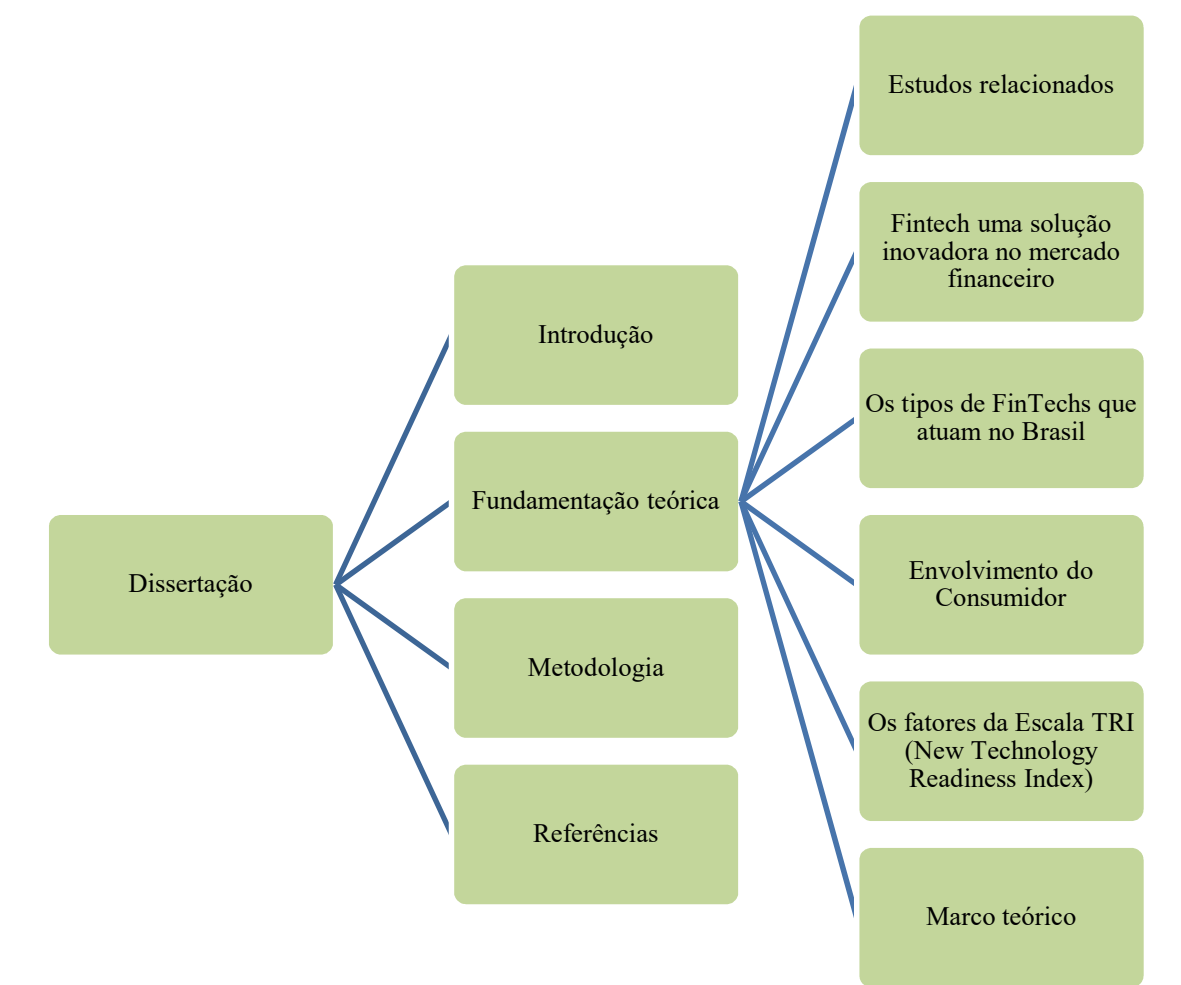 Dissertação
Introdução
Fundamentação teórica
Metodologia
Referências
Estudos relacionados
Fintech uma solução
inovadora no mercado
financeiro
Os tipos de FinTechs que
atuam no Brasil
Envolvimento do
Consumidor
Os fatores da Escala TRI
(New Technology
Readiness Index)
Marco teórico